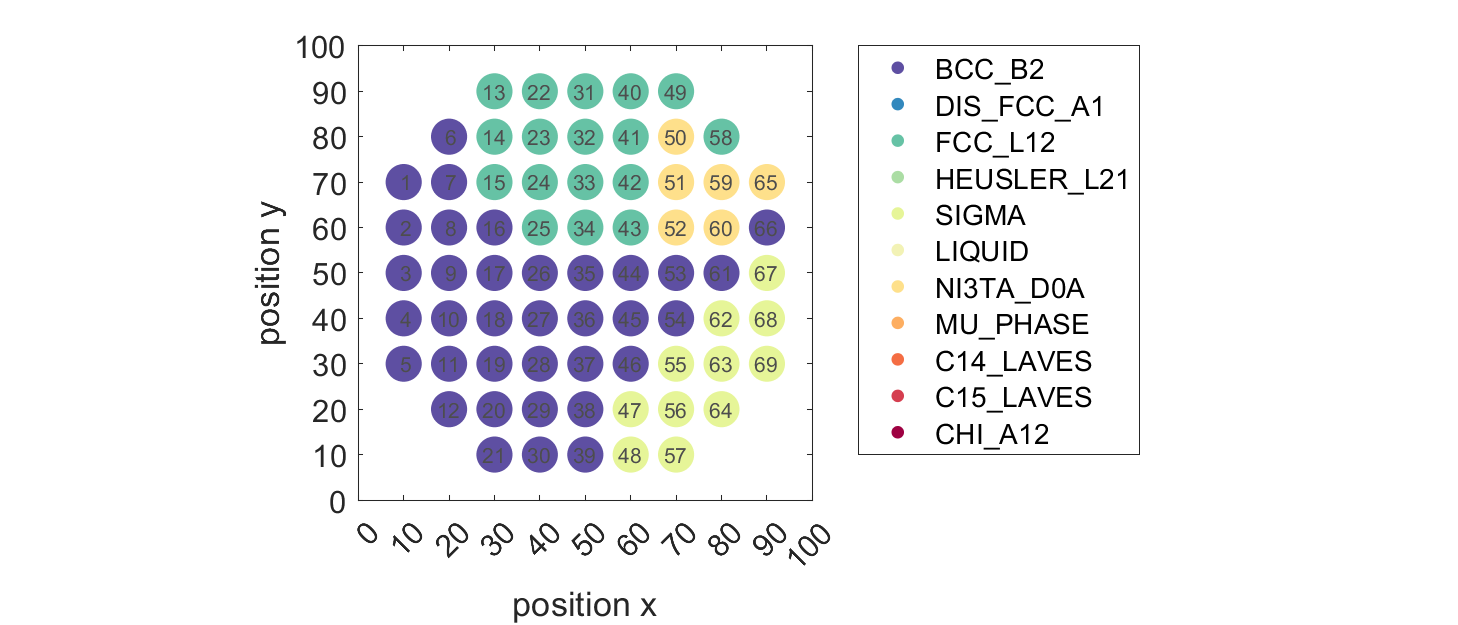 100
90
80
70
60
50
40
30
20
10
0
position y
13 22 31 40 49
6 14 23 32 41 50 58
1 7 15 24 33 42 51 59 65
2 8 16 25 34 43 52 60 66
3 9 17 26 35 44 53 61 67
4 10 18 27 36 45 54 62 68
5 11 19 28 37 46 55 63 69
12 20 29 38 47 56 64
21 30 39 48 57
0 10 20 30 40 50 60 70 80 90 100
position x
BCC_B2
DIS_FCC_A1
FCC_L12
HEUSLER_L21
SIGMA
LIQUID
NI3TA_D0A
MU_PHASE
C14_LAVES
C15_LAVES
CHI_A12